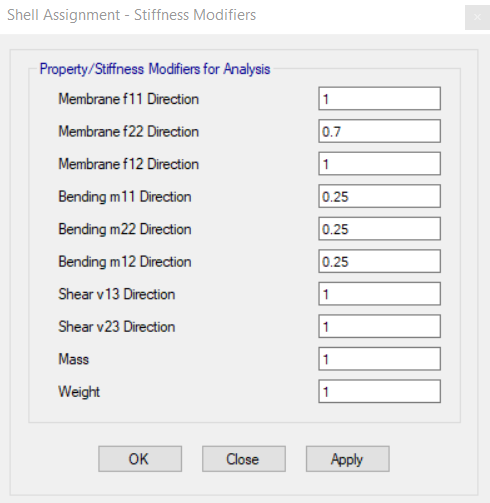 Shell Assignment - Stiffness Modifiers
Property/Stiffness Modifiers for Analysis
Membrane f11 Direction 1
Membrane f22 Direction 0.7
Membrane f12 Direction 1
Bending m11 Direction 0.25
Bending m22 Direction 0.25
Bending m12 Direction 0.25
Shear v13 Direction 1
Shear v23 Direction 1
Mass 1
Weight 1
OK Close Apply